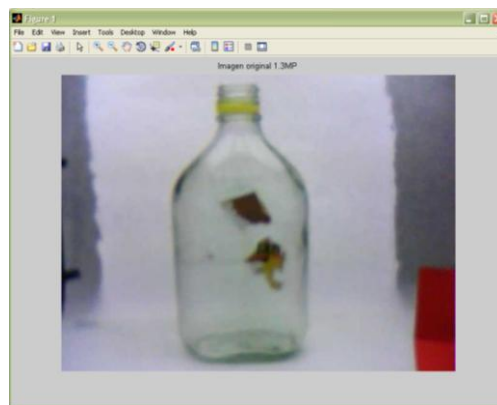 Figure 1
File Edit View Insert Tools Desktop Window Help
Imagen original 1.3MP